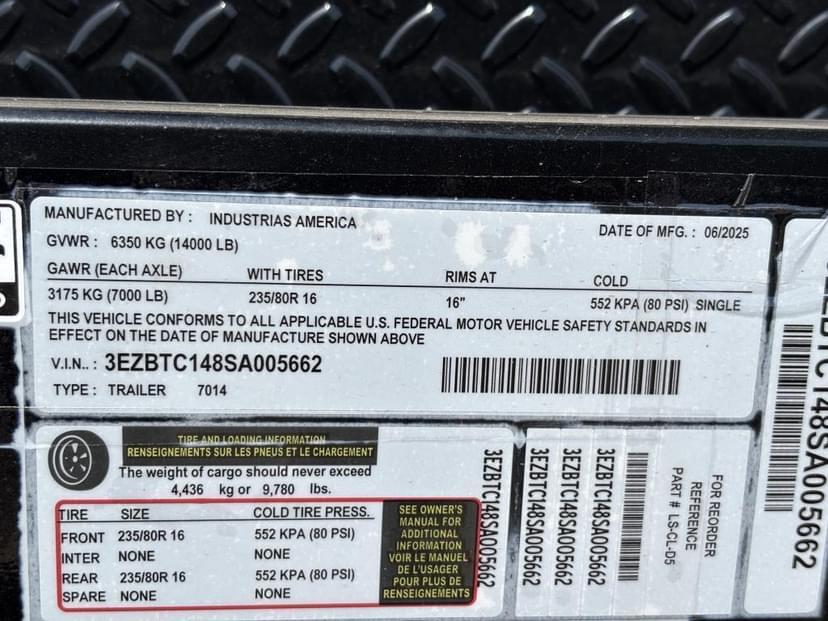 MANUFACTURED BY : INDUSTRIAS AMERICA
DATE OF MFG. : 06/2025
GVWR : 6350 KG (14000 LB)
GAWR (EACH AXLE) WITH TIRES RIMS AT COLD
3175 KG (7000 LB) 235/80R 16 16" 552 KPA (80 PSI) SINGLE
THIS VEHICLE CONFORMS TO ALL APPLICABLE U.S. FEDERAL MOTOR VEHICLE SAFETY STANDARDS IN
EFFECT ON THE DATE OF MANUFACTURE SHOWN ABOVE
V.I.N.. : 3EZBTC148SA005662
TYPE : TRAILER 7014
TIRE AND LOADING INFORMATION
RENSEIGNEMENTS SUR LES PNEUS ET LE CHARGEMENT
The weight of cargo should never exceed
4,436 kg or 9,780 lbs.
TIRE SIZE COLD TIRE PRESS.
FRONT 235/80R 16 552 KPA (80 PSI)
INTER NONE NONE
REAR 235/80R 16 552 KPA (80 PSI)
SPARE NONE NONE
SEE OWNER'S
MANUAL FOR
ADDITIONAL
INFORMATION
VOIR LE MANUEL
DE L'USAGER
POUR PLUS DE
RENSEIGNEMENTS
3EZBTC148SA005662
3EZBTC148SA005662
3EZBTC148SA005662
3EZBTC148SA005662
FOR REORDER
REFERENCE
PART # LS-CL-D5
EZBTC148SA005662